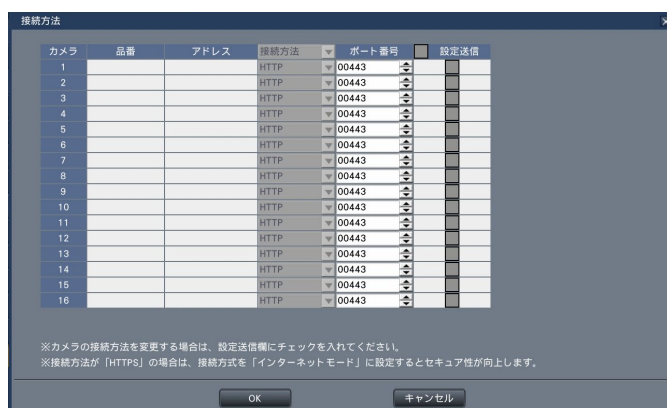 接続方法
カメラ 品番 アドレス 接続方法 ポート番号 設定送信
1 HTTP 00443
2 HTTP 00443
3 HTTP 00443
4 HTTP 00443
5 HTTP 00443
6 HTTP 00443
7 HTTP 00443
8 HTTP 00443
9 HTTP 00443
10 HTTP 00443
11 HTTP 00443
12 HTTP 00443
13 HTTP 00443
14 HTTP 00443
15 HTTP 00443
16 HTTP 00443
※カメラの接続方法を変更する場合は、設定送信欄にチェックを入れてください。
※接続方法が「HTTPS」の場合は、接続方式を「インターネットモード」に設定するとセキュア性が向上します。
OK キャンセル